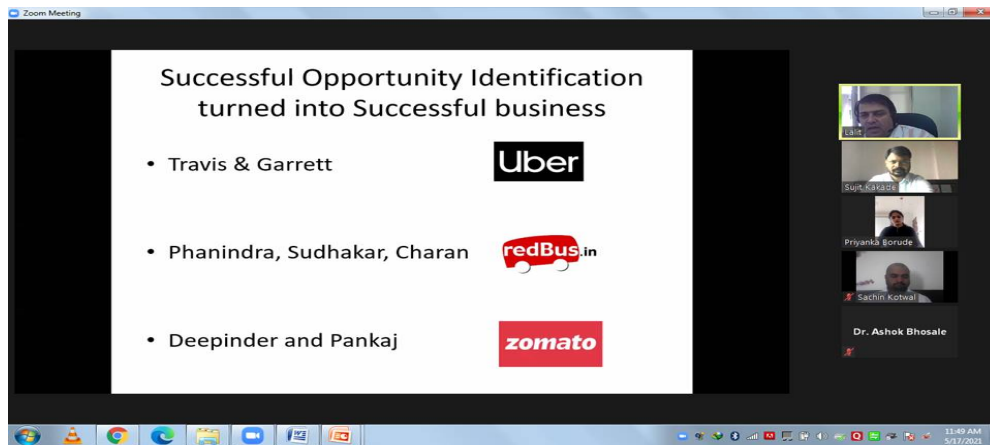 Zoom Meeting
Successful Opportunity Identification
turned into Successful business
• Travis & Garrett
Uber
• Phanindra, Sudhakar, Charan
redBus.in
• Deepinder and Pankaj
zomato
Lalit
Sujit Kakade
Priyanka Borude
Sachin Kotwal
Dr. Ashok Bhosale
11:49 AM
5/17/2021